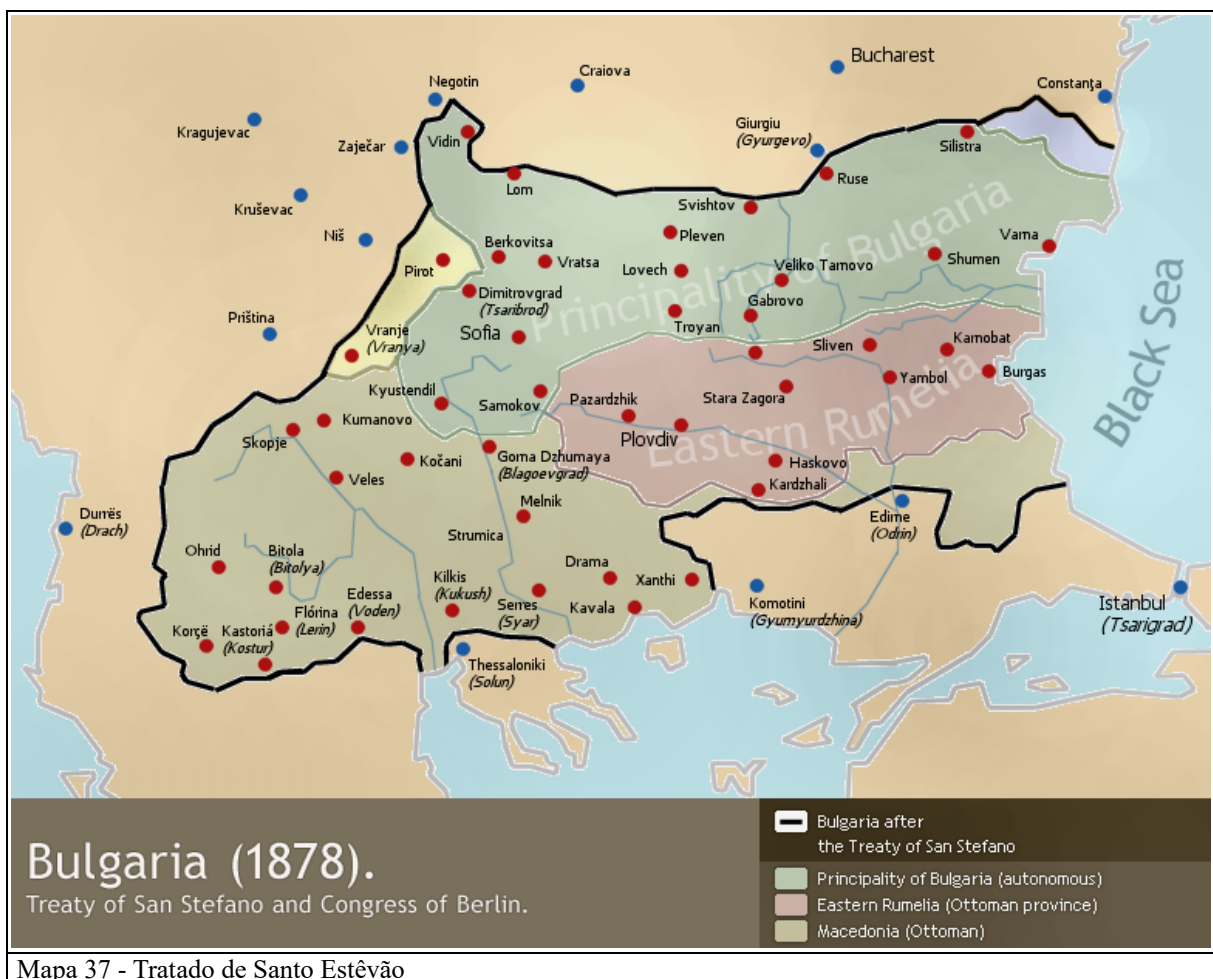 Bucharest
Craiova
Negotin
Constanţa
Kragujevac
Giurgiu
(Gyurgevo)
Zaječar
Vidin
Silistra
Lom
Ruse
Kruševac
Svishtov
Niš
Pleven
Varna
Berkovitsa
Vratsa
Shumen
Pirot
Lovech
Veliko Tarnovo
Principality of Bulgaria
Dimitrovgrad
(Tsaribrod)
Gabrovo
Priština
Sofia
Troyan
Vranje
(Vranya)
Sliven
Karnobat
Black Sea
Burgas
Kyustendil
Yambol
Samokov
Pazardzhik
Stara Zagora
Kumanovo
Plovdiv
Eastern Rumelia
Skopje
Kočani
Gorna Dzhumaya
(Blagoevgrad)
Haskovo
Veles
Kardzhali
Melnik
Durrës
(Drach)
Edirne
(Odrin)
Strumica
Ohrid
Bitola
(Bitolya)
Drama
Xanthi
Kilkis
(Kukush)
Edessa
(Voden)
Serres
(Syar)
Kavala
Komotini
(Gyumyurdzhina)
Istanbul
(Tsarigrad)
Flórina
(Lerin)
Korçë
Kastoriá
(Kostur)
Thessaloniki
(Solun)
Bulgaria (1878).
Treaty of San Stefano and Congress of Berlin.
Bulgaria after
the Treaty of San Stefano
Principality of Bulgaria (autonomous)
Eastern Rumelia (Ottoman province)
Macedonia (Ottoman)
Mapa 37 - Tratado de Santo Estêvão